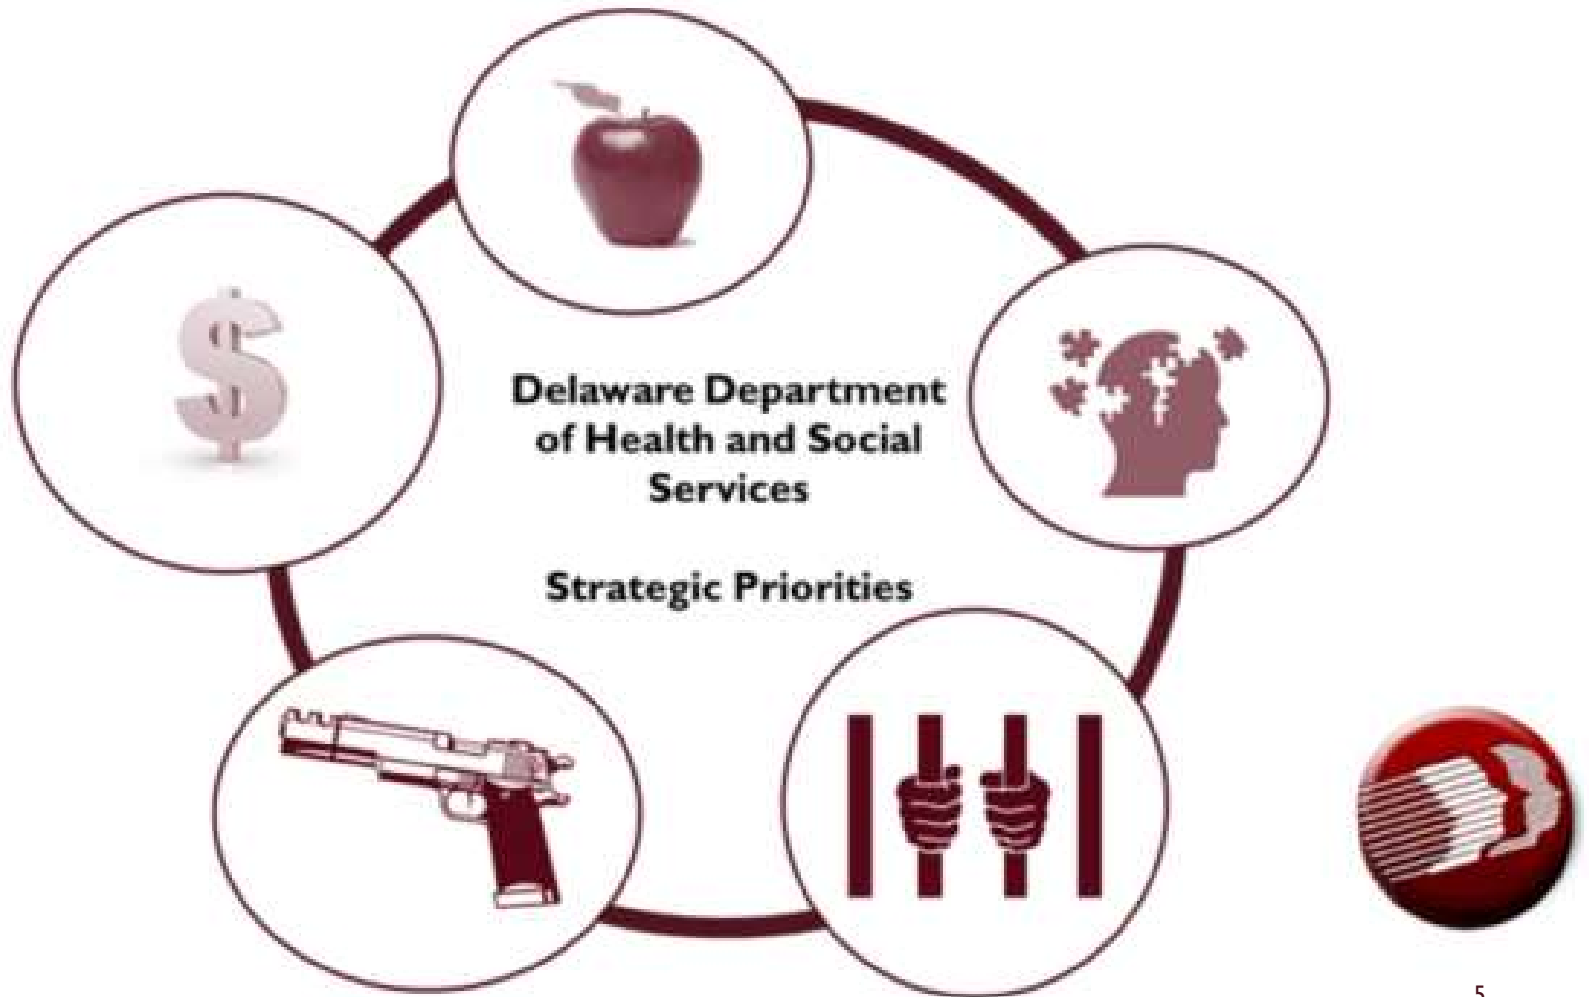 Delaware Department
of Health and Social
Services
Strategic Priorities
$
5